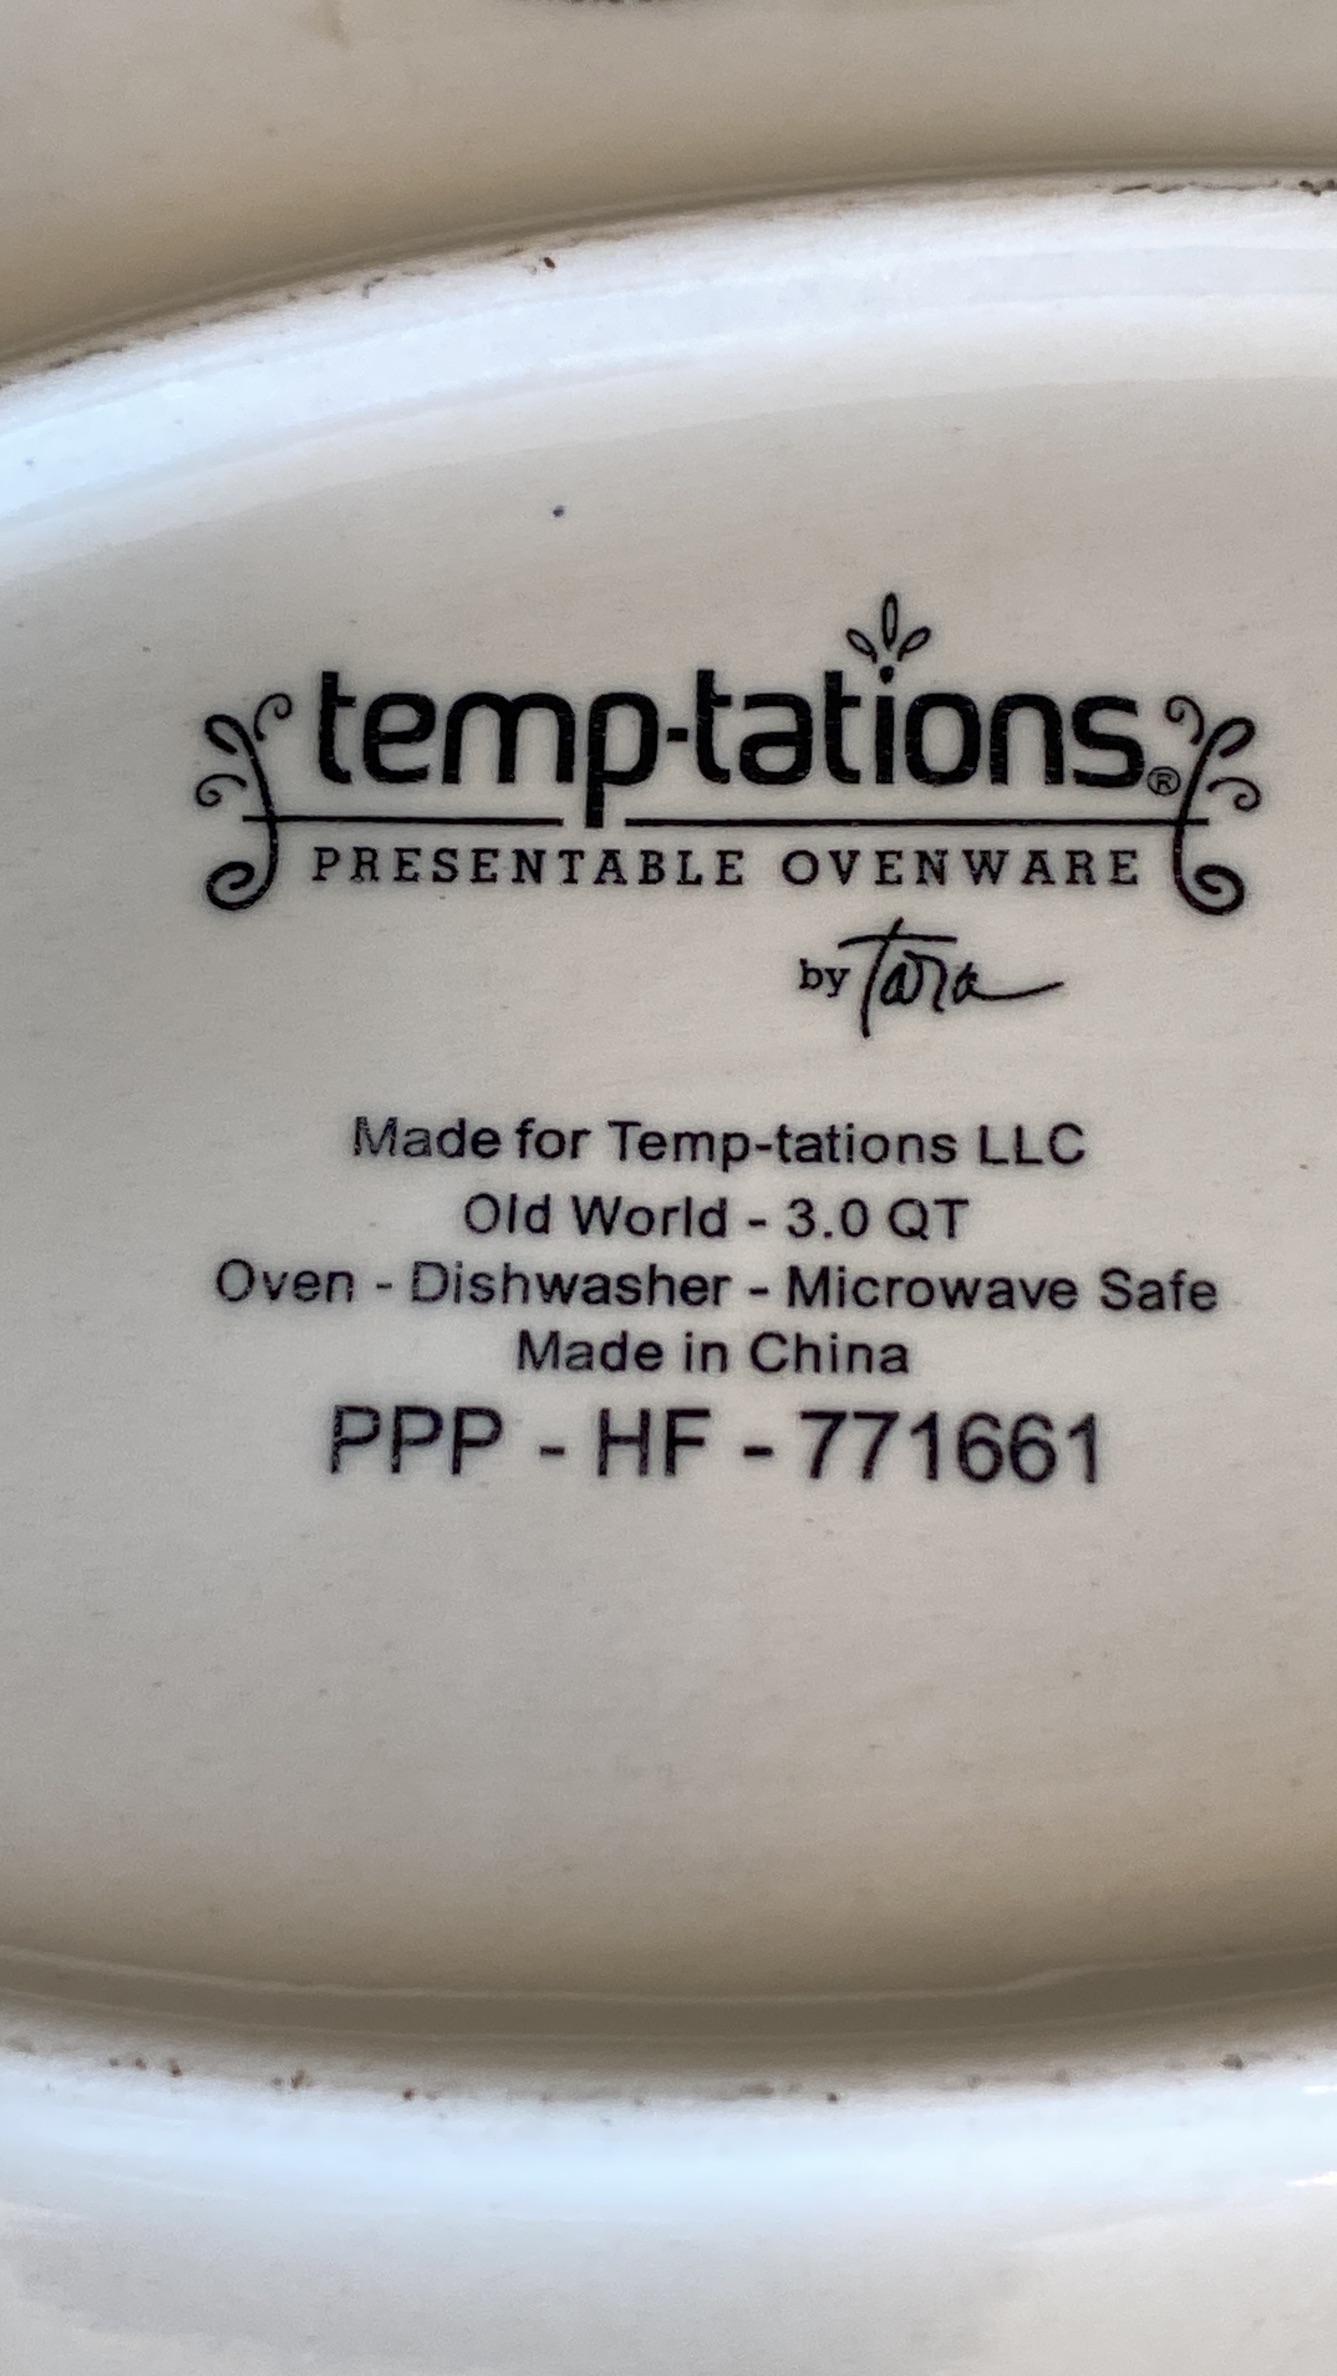 temp-tations®
PRESENTABLE OVENWARE
by Tara
Made for Temp-tations LLC
Old World - 3.0 QT
Oven - Dishwasher - Microwave Safe
Made in China
PPP - HF - 771661